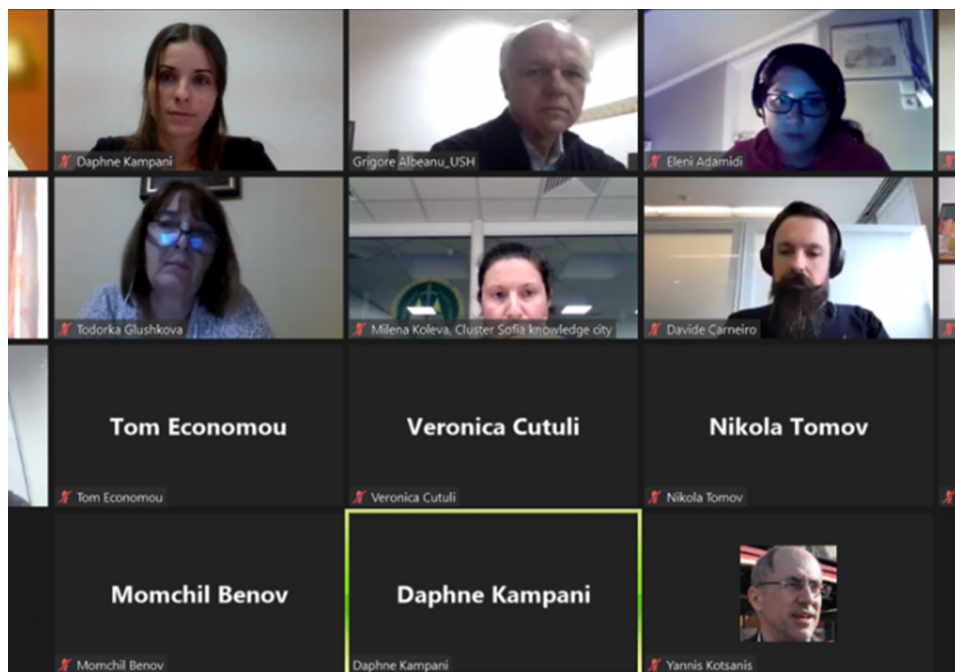 Daphne Kampani
Grigore Albeanu_USH
Eleni Adamidi
Todorka Glushkova
Milena Koleva, Cluster Sofia knowledge city
Davide Carneiro
Tom Economou
Veronica Cutuli
Nikola Tomov
Tom Economou
Veronica Cutuli
Nikola Tomov
Momchil Benov
Daphne Kampani
Momchil Benov
Daphne Kampani
Yannis Kotsanis